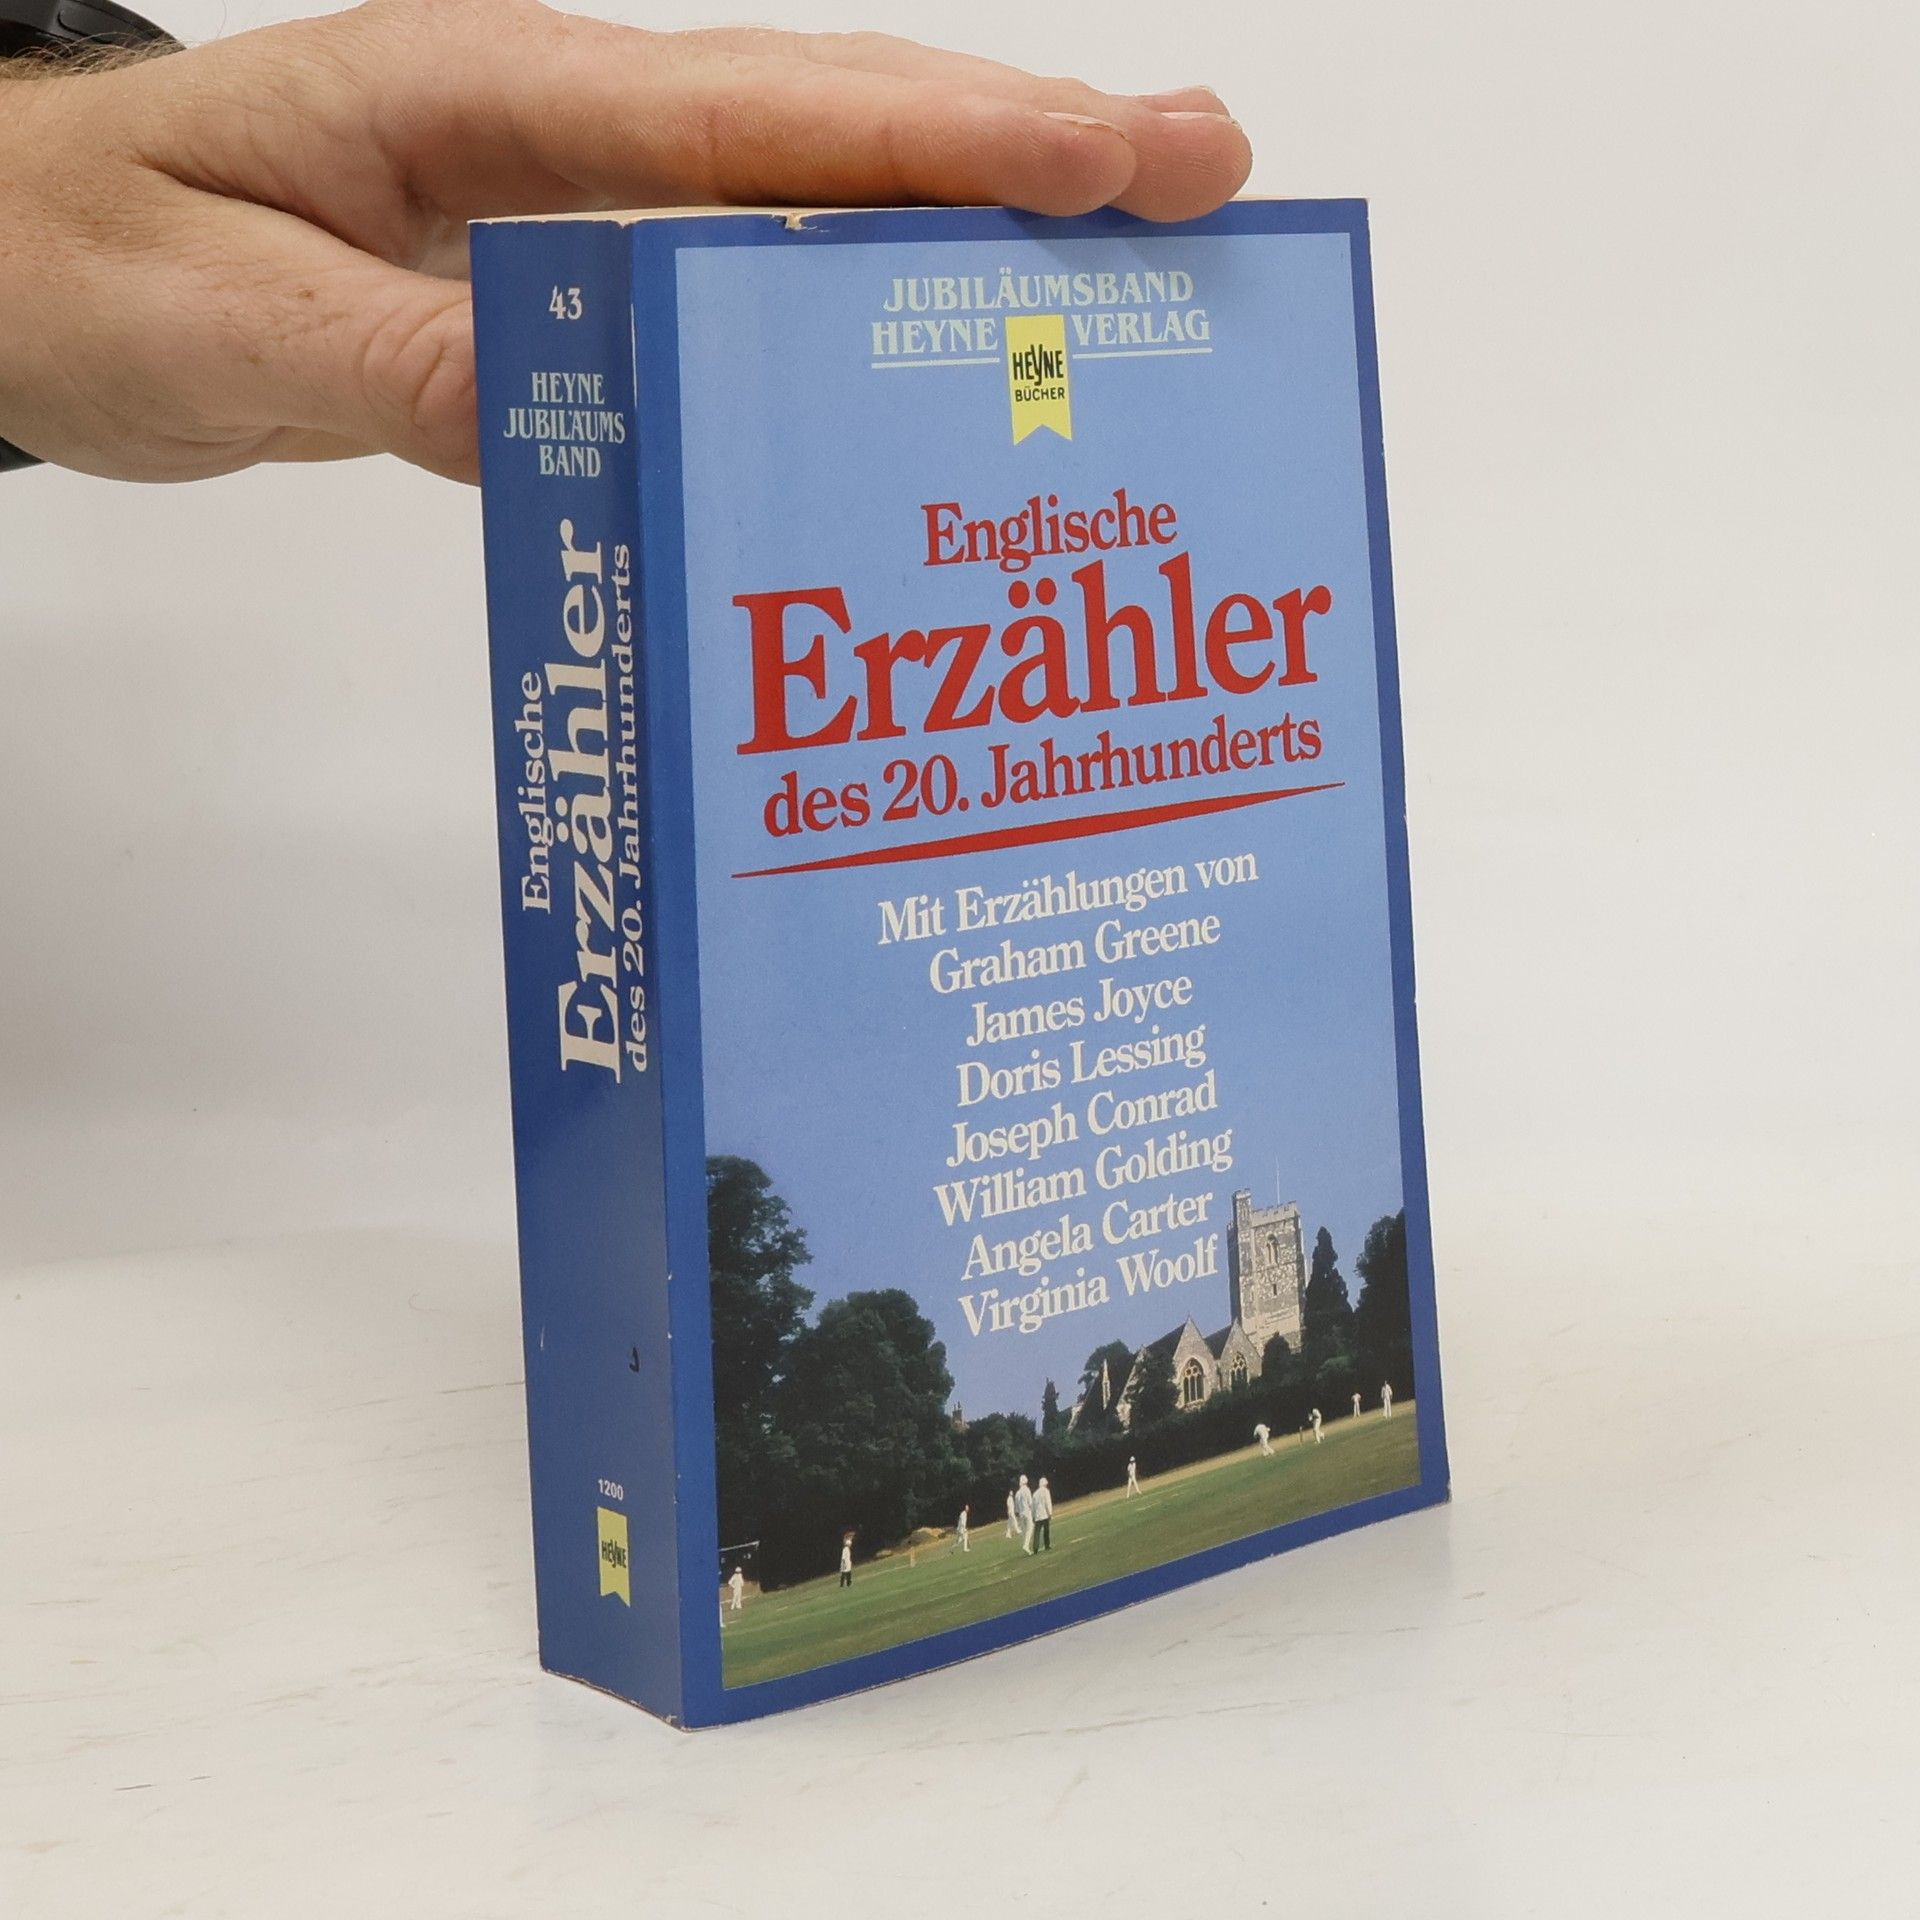 43
HEYNE
JUBILÄUMS
BAND
Englische
Erzähler
des 20. Jahrhunderts
1200
HEYNE
JUBILÄUMSBAND
HEYNE VERLAG
HEYNE
BÜCHER
Englische
Erzähler
des 20. Jahrhunderts
Mit Erzählungen von
Graham Greene
James Joyce
Doris Lessing
Joseph Conrad
William Golding
Angela Carter
Virginia Woolf